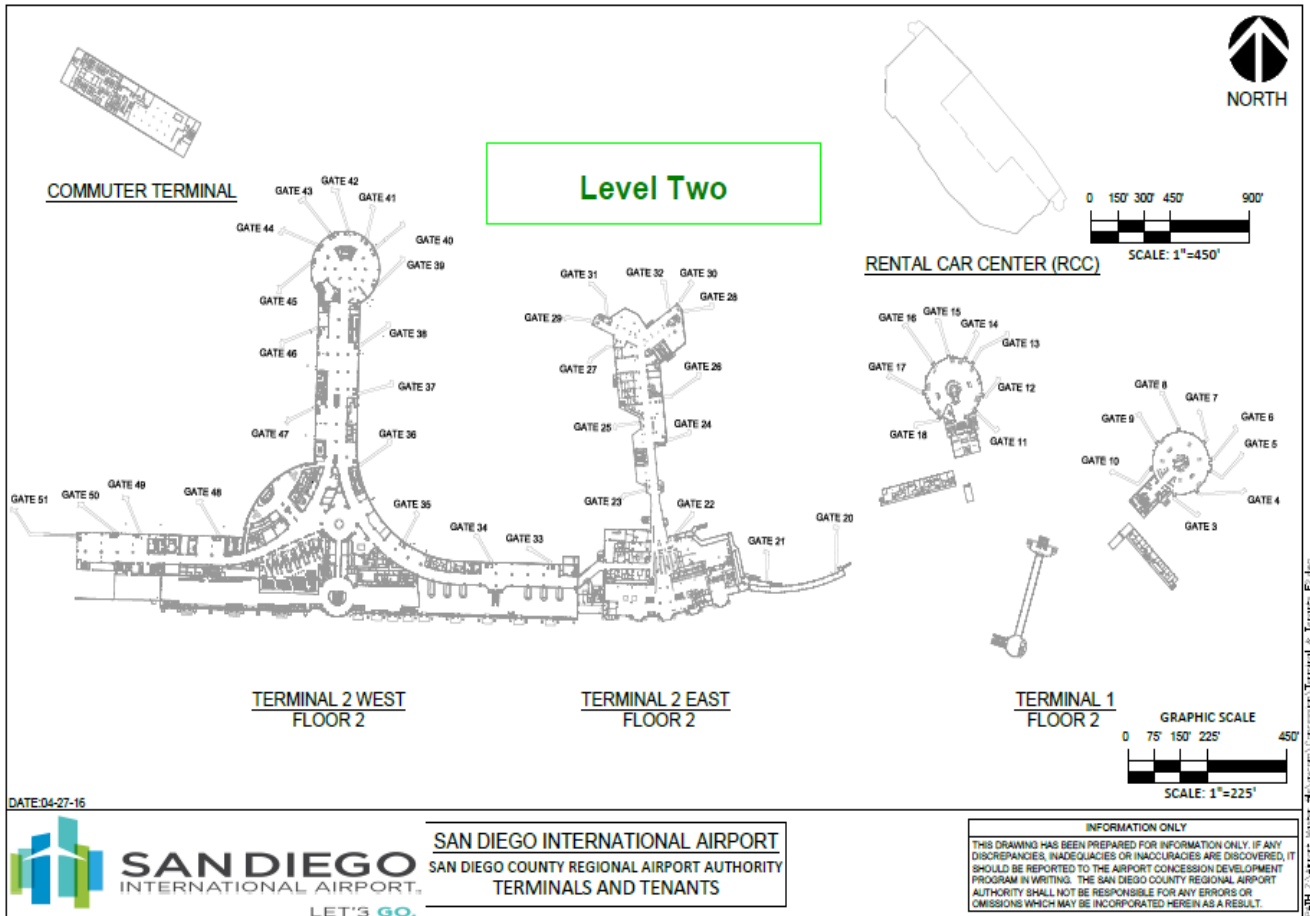 NORTH
COMMUTER TERMINAL
Level Two
0 150' 300' 450' 900'
SCALE: 1"=450'
RENTAL CAR CENTER (RCC)
GATE 42
GATE 43
GATE 41
GATE 44
GATE 40
GATE 39
GATE 45
GATE 38
GATE 46
GATE 37
GATE 47
GATE 36
GATE 51
GATE 50
GATE 49
GATE 48
GATE 35
GATE 34
GATE 33
GATE 31
GATE 32
GATE 30
GATE 28
GATE 29
GATE 27
GATE 26
GATE 25
GATE 24
GATE 23
GATE 22
GATE 21
GATE 20
GATE 16
GATE 15
GATE 14
GATE 13
GATE 17
GATE 12
GATE 18
GATE 11
GATE 8
GATE 7
GATE 9
GATE 6
GATE 5
GATE 10
GATE 4
GATE 3
TERMINAL 2 WEST
FLOOR 2
TERMINAL 2 EAST
FLOOR 2
TERMINAL 1
FLOOR 2
GRAPHIC SCALE
0 75' 150' 225' 450'
SCALE: 1"=225'
DATE:04-27-16
SAN DIEGO
INTERNATIONAL AIRPORT.
LET'S GO.
SAN DIEGO INTERNATIONAL AIRPORT
SAN DIEGO COUNTY REGIONAL AIRPORT AUTHORITY
TERMINALS AND TENANTS
INFORMATION ONLY
THIS DRAWING HAS BEEN PREPARED FOR INFORMATION ONLY. IF ANY
DISCREPANCIES, INADEQUACIES OR INACCURACIES ARE DISCOVERED, IT
SHOULD BE REPORTED TO THE AIRPORT CONCESSION DEVELOPMENT
PROGRAM IN WRITING. THE SAN DIEGO COUNTY REGIONAL AIRPORT
AUTHORITY SHALL NOT BE RESPONSIBLE FOR ANY ERRORS OR
OMISSIONS WHICH MAY BE INCORPORATED HEREIN AS A RESULT.